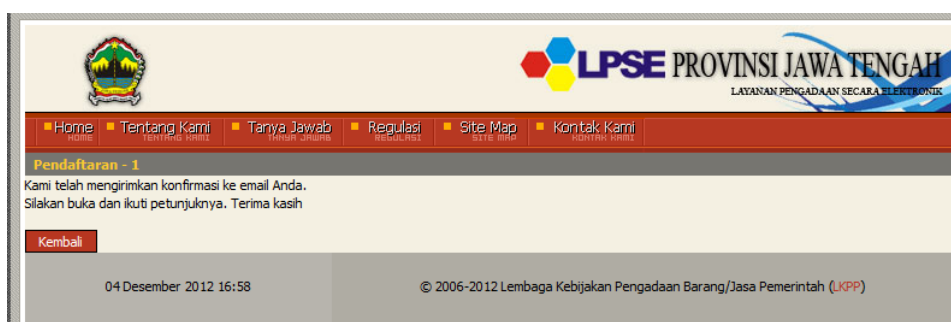 LPSE PROVINSI JAWA TENGAH
LAYANAN PENGADAAN SECARA ELEKTRONIK
Home Tentang Kami Tanya Jawab Regulasi Site Map Kontak Kami
HOME TENTANG KAMI TANYA JAWAB REGULASI SITE MAP KONTAK KAMI
Pendaftaran - 1
Kami telah mengirimkan konfirmasi ke email Anda.
Silakan buka dan ikuti petunjuknya. Terima kasih
Kembali
04 Desember 2012 16:58 © 2006-2012 Lembaga Kebijakan Pengadaan Barang/Jasa Pemerintah (LKPP)